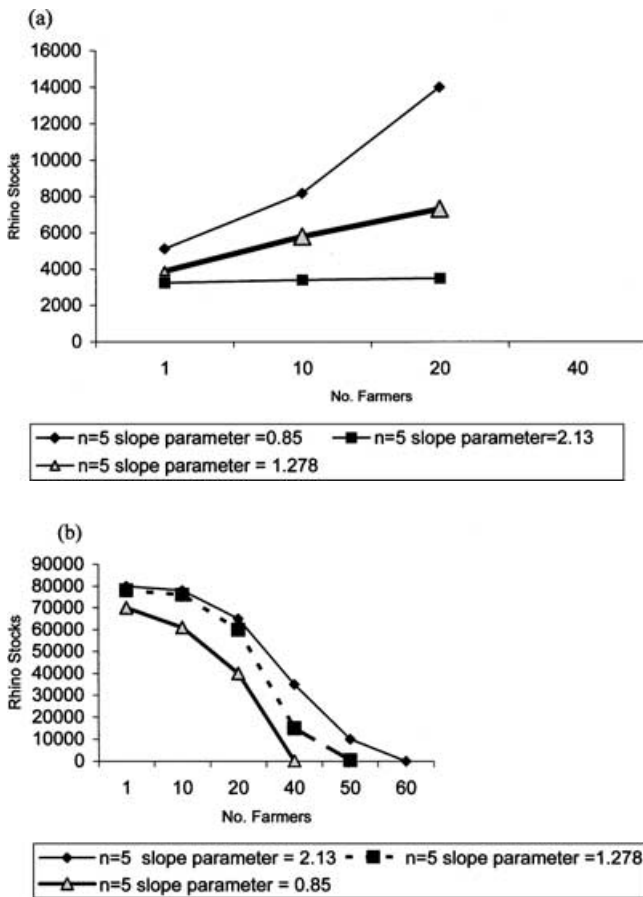 (a)
16000
14000
12000
10000
8000
6000
4000
2000
0
Rhino Stocks
1 10 20 40
No. Farmers
n=5 slope parameter =0.85 n=5 slope parameter=2.13
n=5 slope parameter = 1.278
(b)
90000
80000
70000
60000
50000
40000
30000
20000
10000
0
Rhino Stocks
1 10 20 40 50 60
No. Farmers
n=5 slope parameter = 2.13 n=5 slope parameter =1.278
n=5 slope parameter = 0.85